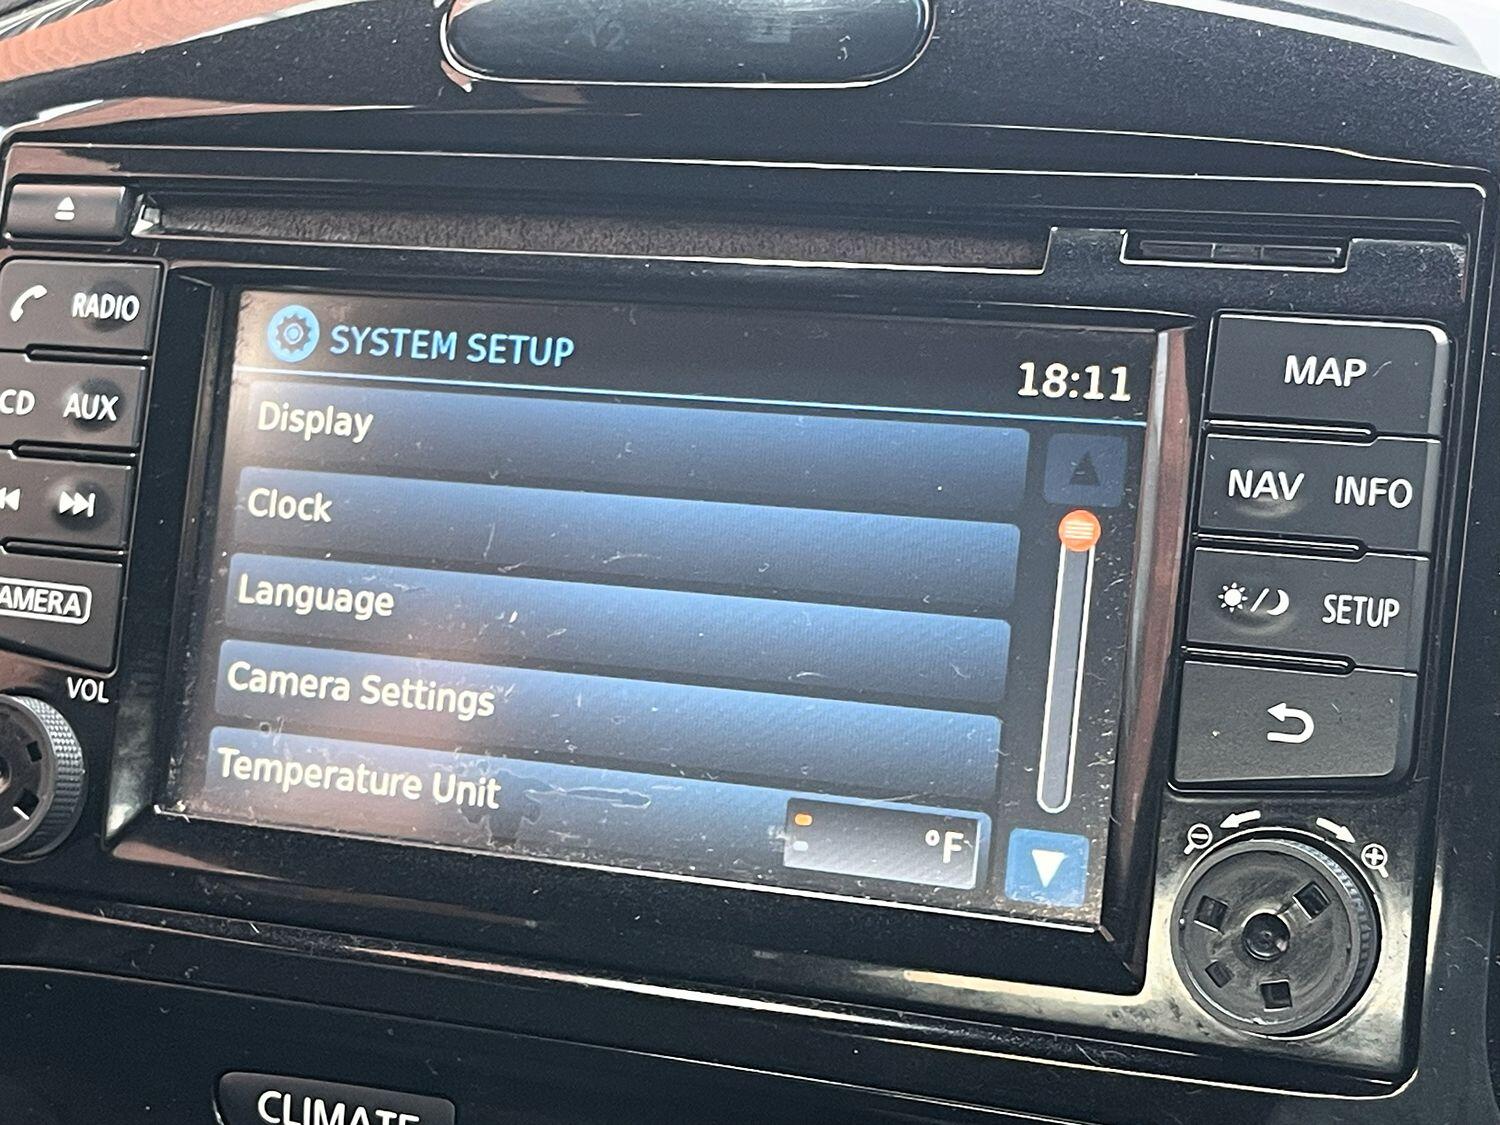 RADIO
CD AUX
AMERA
VOL
SYSTEM SETUP
18:11
Display
Clock
Language
Camera Settings
Temperature Unit
°F
MAP
NAV INFO
SETUP
CLIMATE